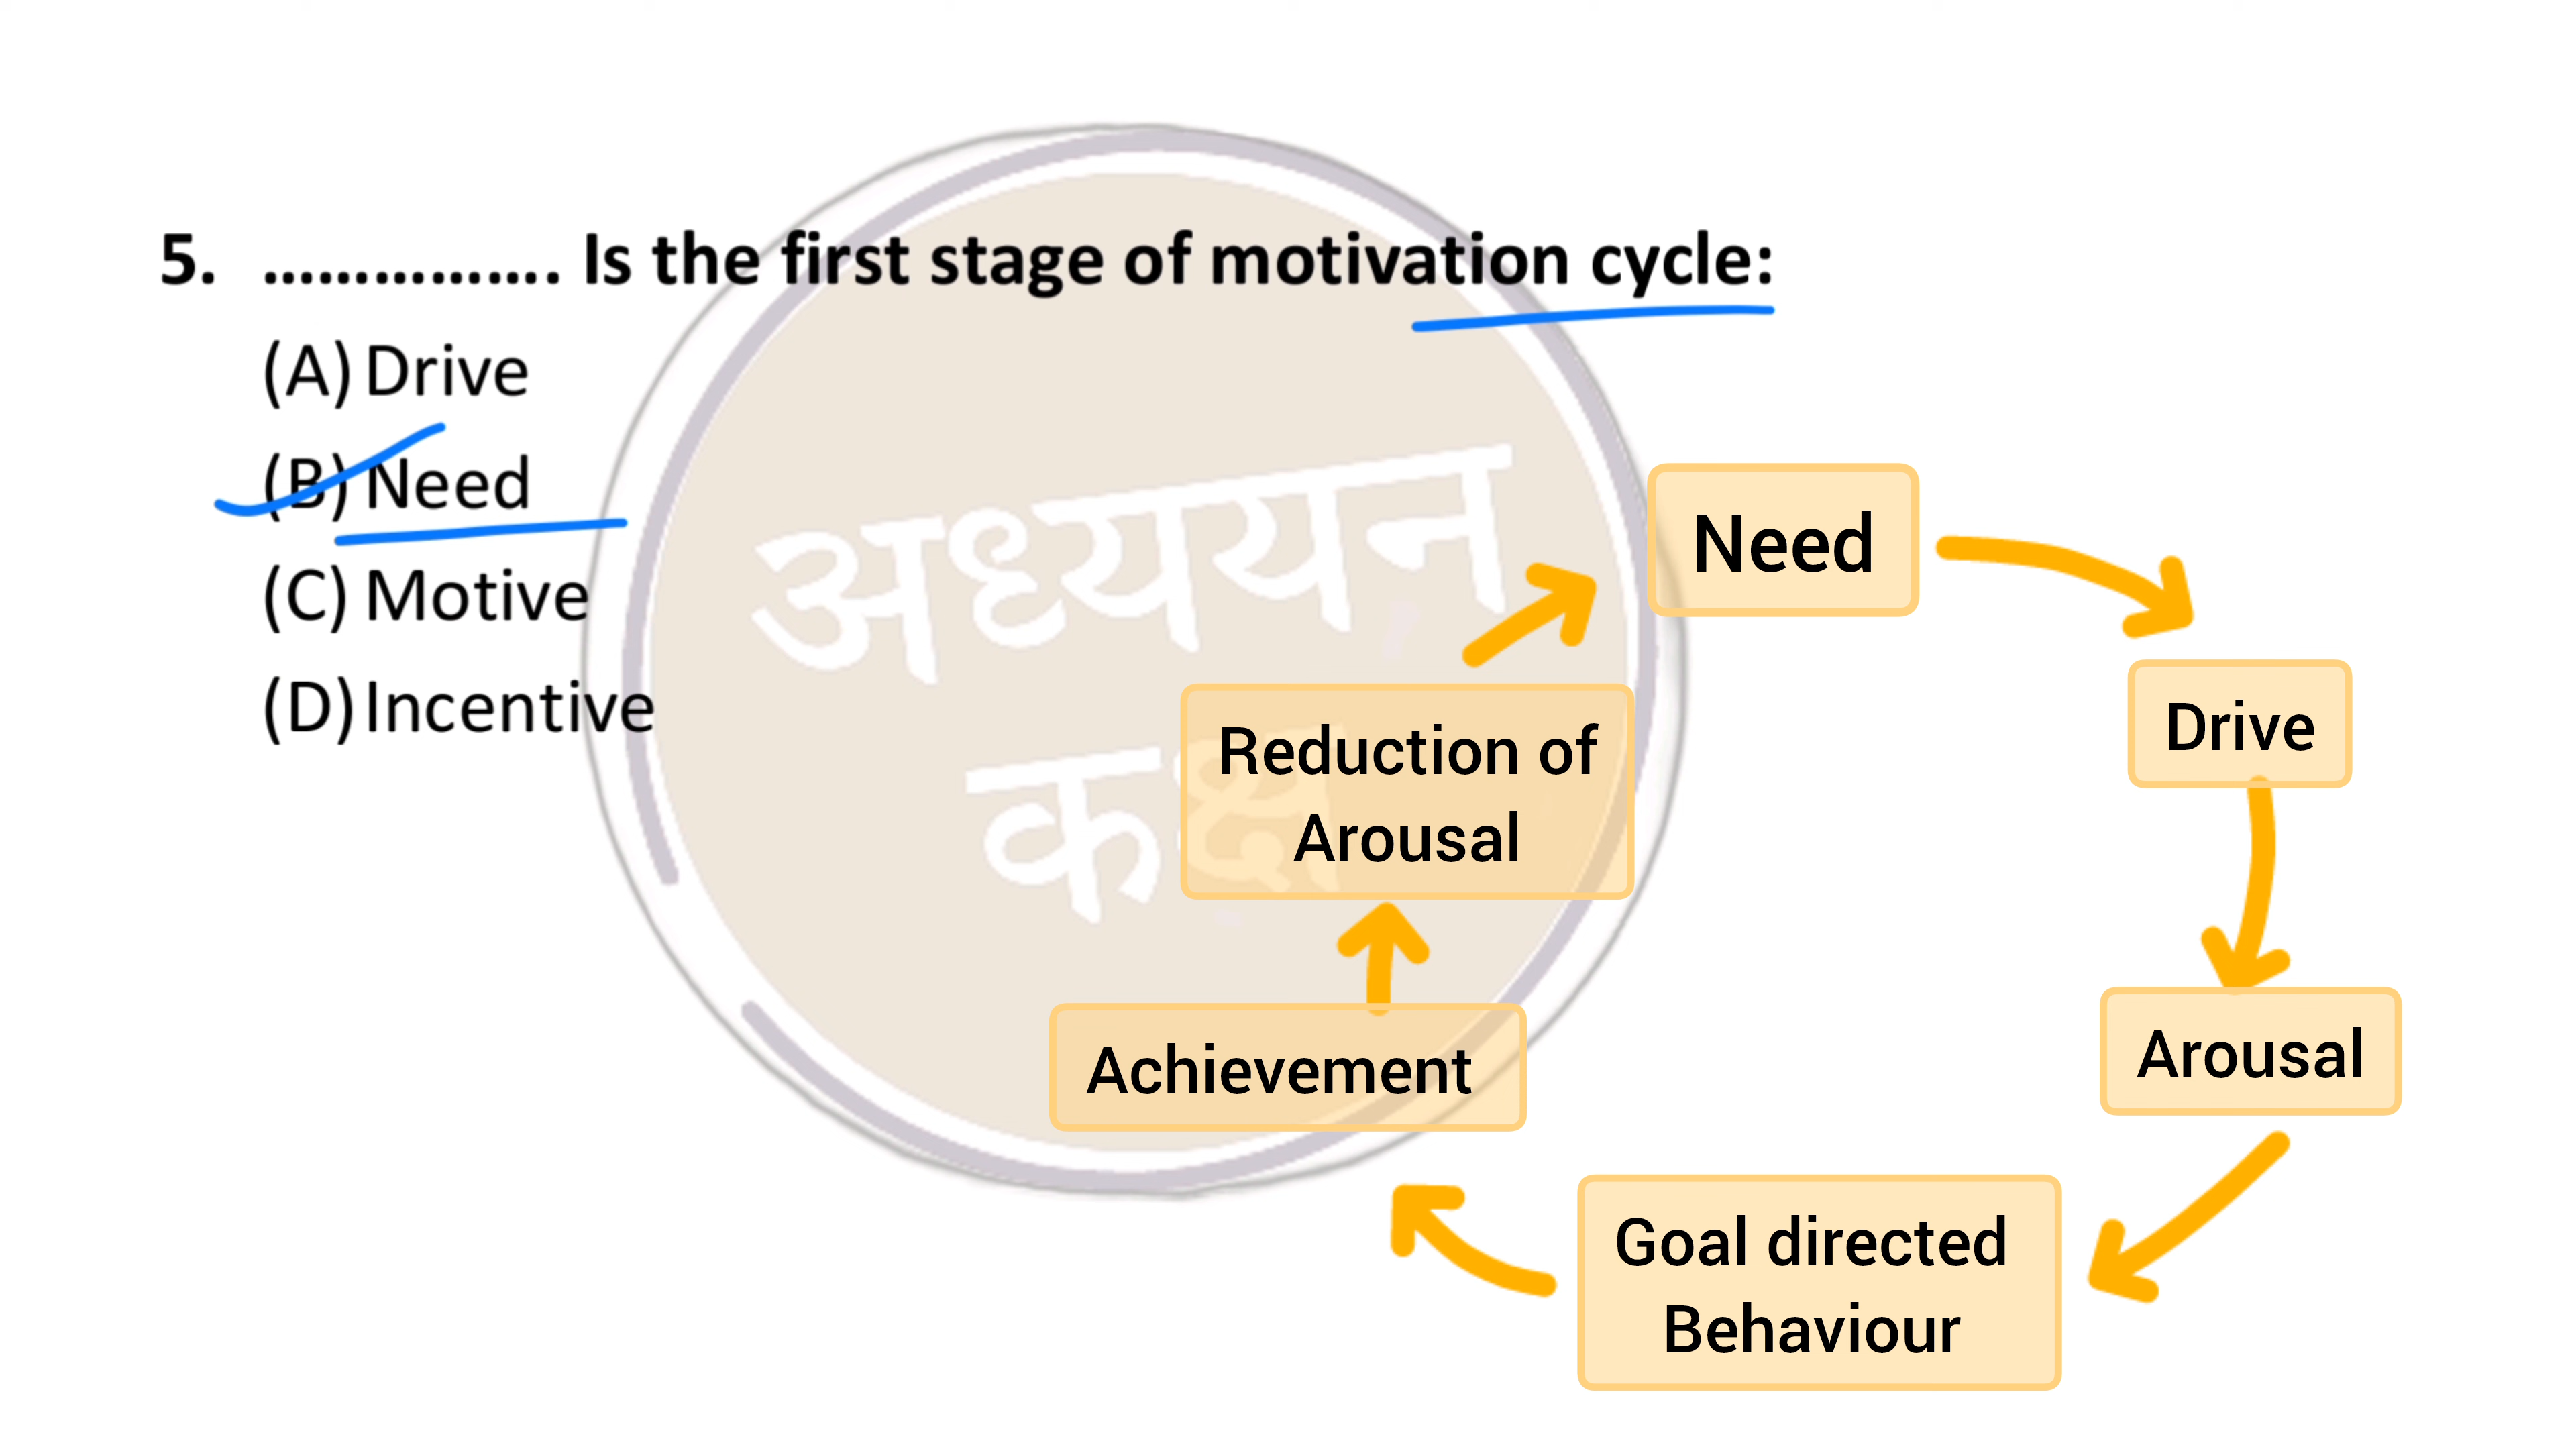 5. ................ Is the first stage of motivation cycle:
(A) Drive
(B) Need
(C) Motive
(D) Incentive
अध्ययन
कक्ष
Need
Drive
Arousal
Goal directed
Behaviour
Achievement
Reduction of
Arousal